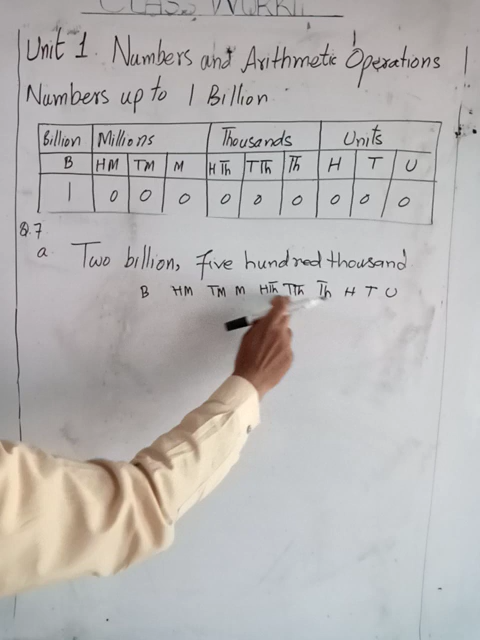 CLASS WORK
Unit 1. Numbers and Arithmetic Operations
Numbers up to 1 Billion
Billion Millions Thousands Units
B HM TM M HTh TTh Th H T U
1 0 0 0 0 0 0 0 0 0
Q.7
a. Two billion, five hundred thousand
B HM TM M HTh TTh Th H T U